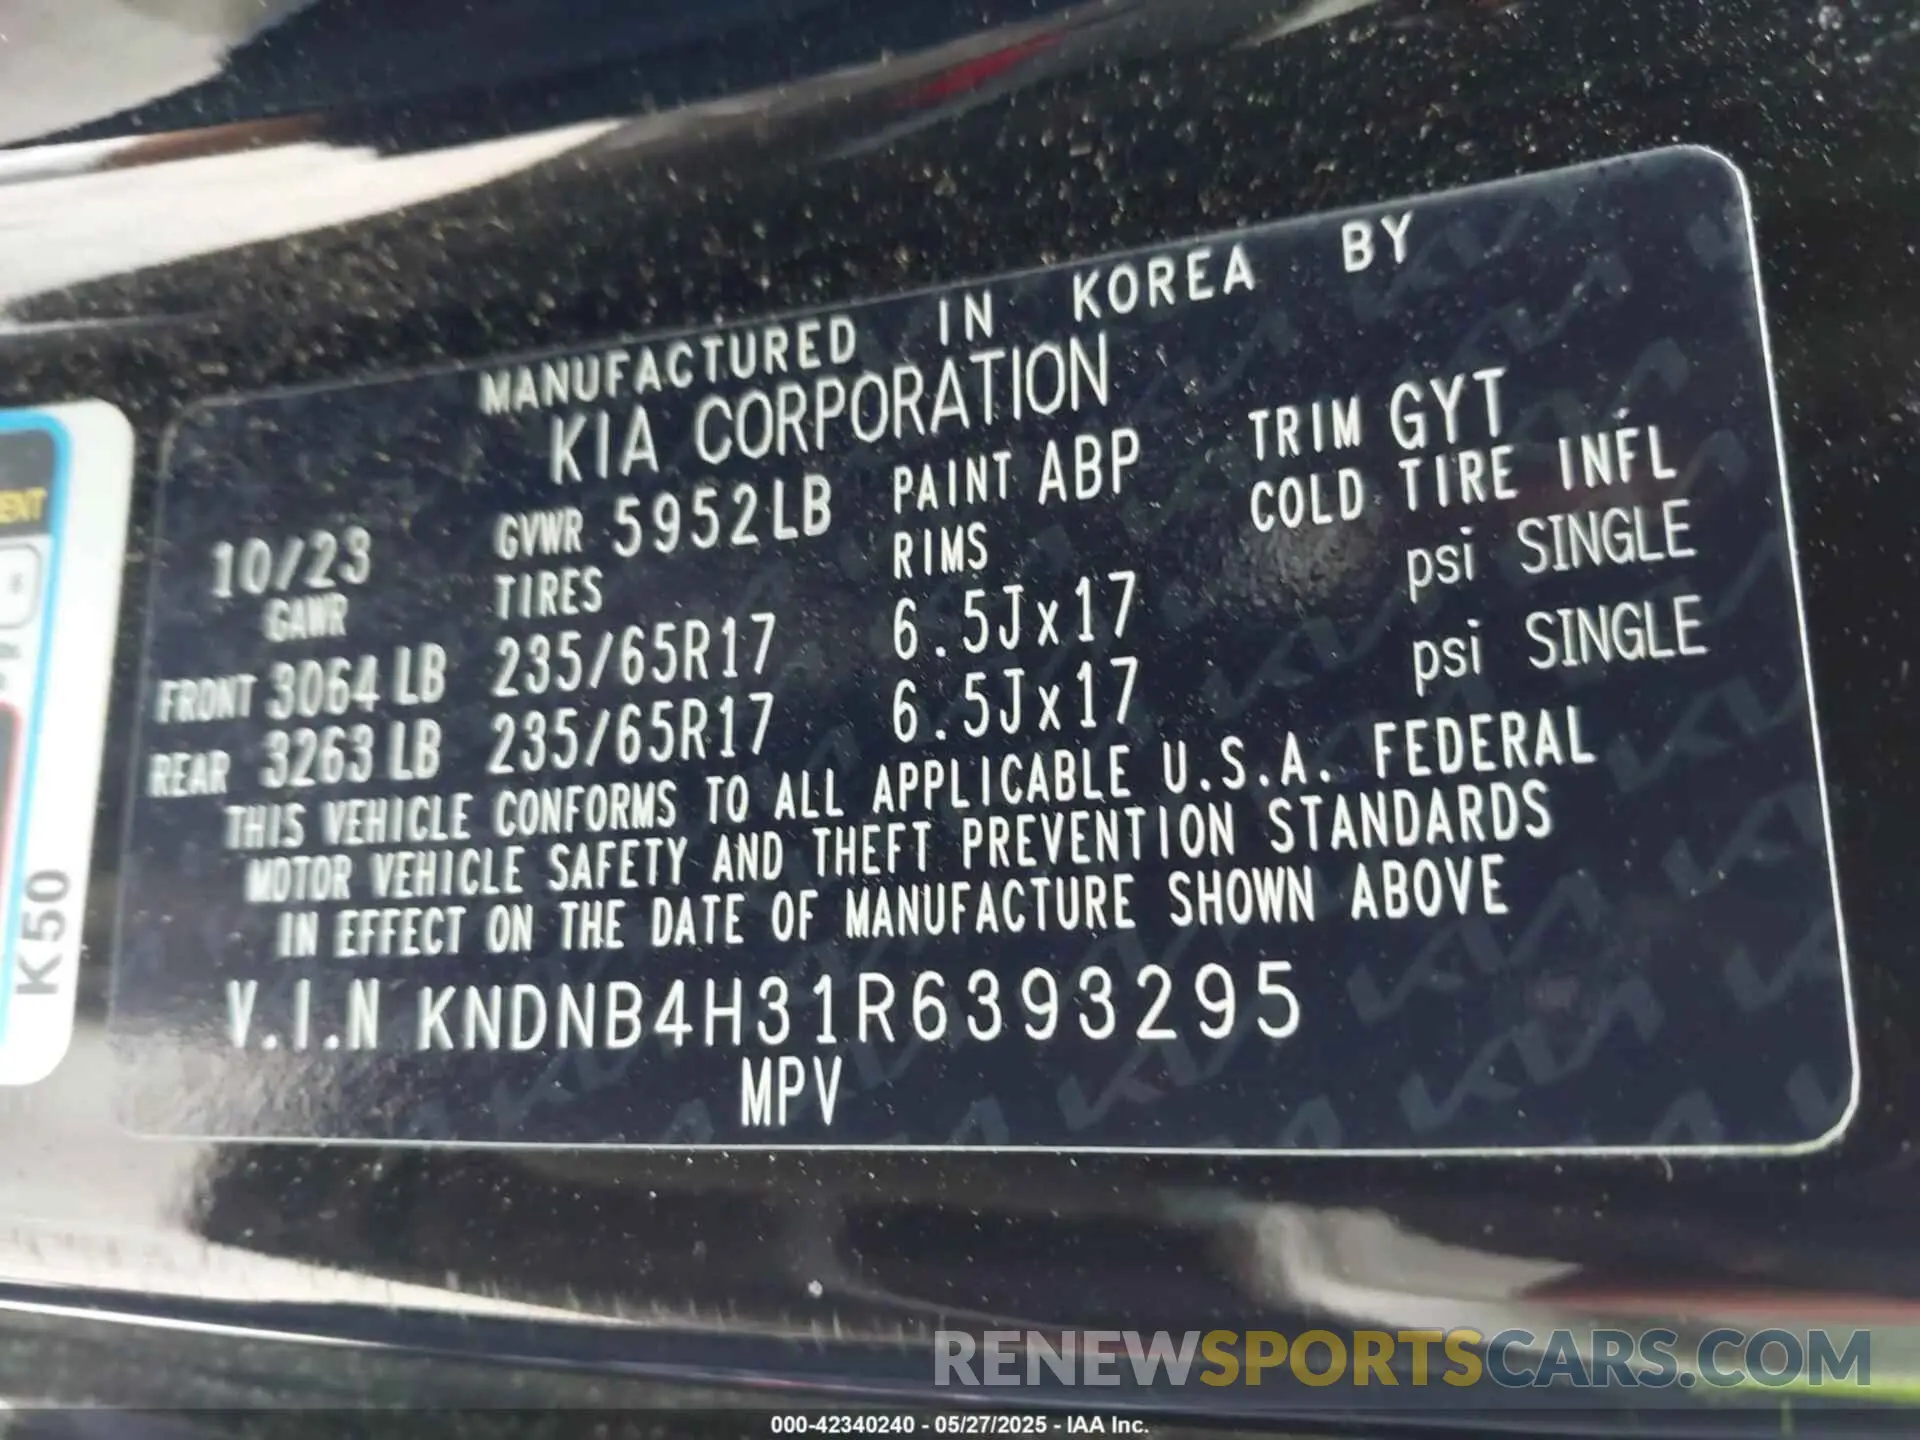 MANUFACTURED IN KOREA BY
KIA CORPORATION
10/23 GVWR 5952LB PAINT ABP TRIM GYT
GAWR TIRES RIMS COLD TIRE INFL
FRONT 3064 LB 235/65R17 6.5Jx17 psi SINGLE
REAR 3263 LB 235/65R17 6.5Jx17 psi SINGLE
THIS VEHICLE CONFORMS TO ALL APPLICABLE U.S.A. FEDERAL
MOTOR VEHICLE SAFETY AND THEFT PREVENTION STANDARDS
IN EFFECT ON THE DATE OF MANUFACTURE SHOWN ABOVE
V.I.N KNDNB4H31R6393295
MPV
K50
RENEWSPORTSCARS.COM
000-42340240 - 05/27/2025 - IAA Inc.